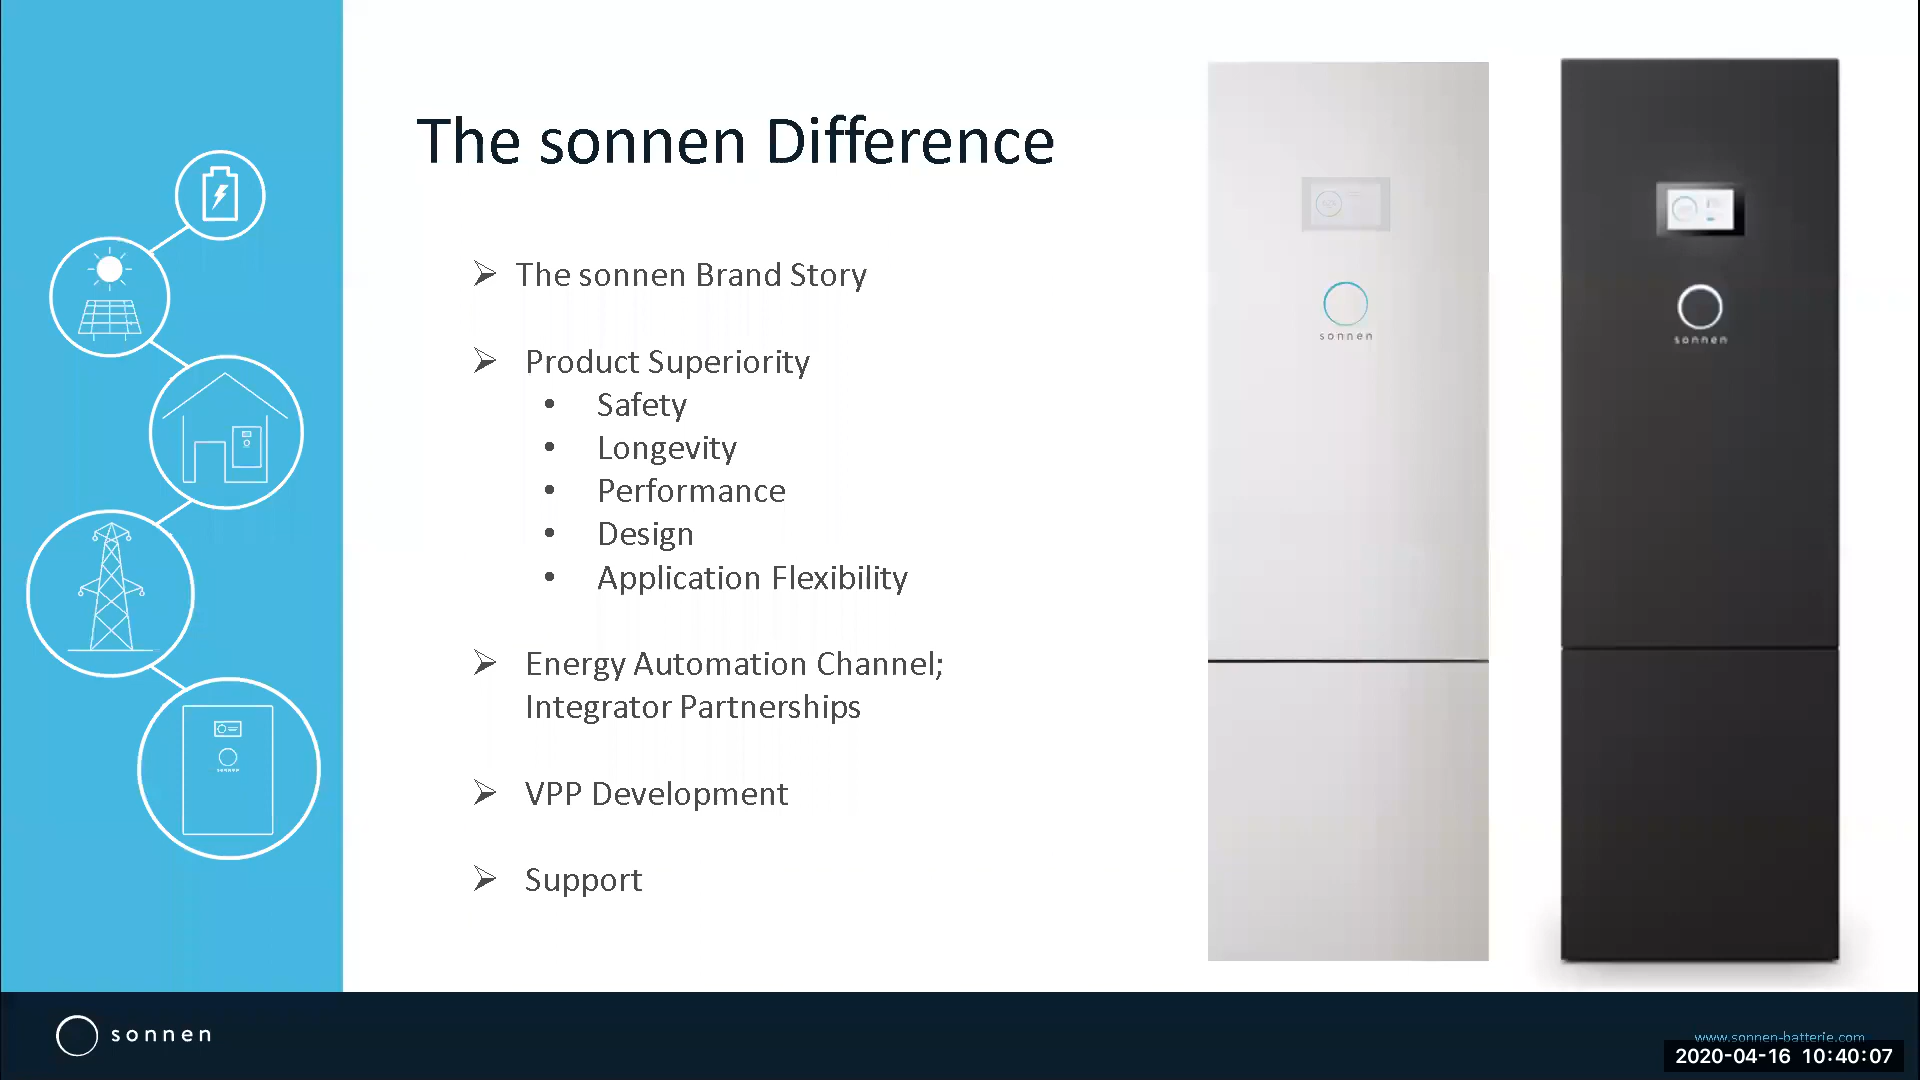 The sonnen Difference
➢ The sonnen Brand Story
➢ Product Superiority
• Safety
• Longevity
• Performance
• Design
• Application Flexibility
➢ Energy Automation Channel;
Integrator Partnerships
➢ VPP Development
➢ Support
sonnen
sonnen
sonnen
sonnen
www.sonnen-batterie.com
2020-04-16 10:40:07